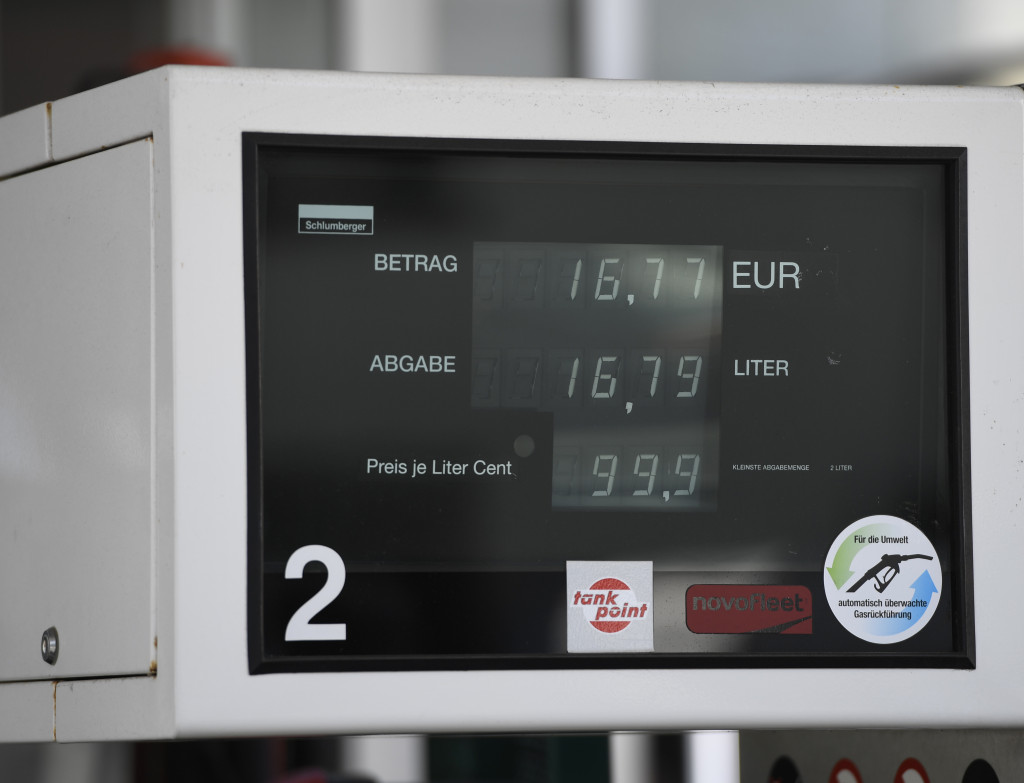 Schlumberger
BETRAG 16,77 EUR
ABGABE 16,79 LITER
Preis je Liter Cent 99,9 KLEINSTE ABGABEMENGE 2 LITER
2
tank
point
novofleet
Für die Umwelt
automatisch überwachte
Gasrückführung